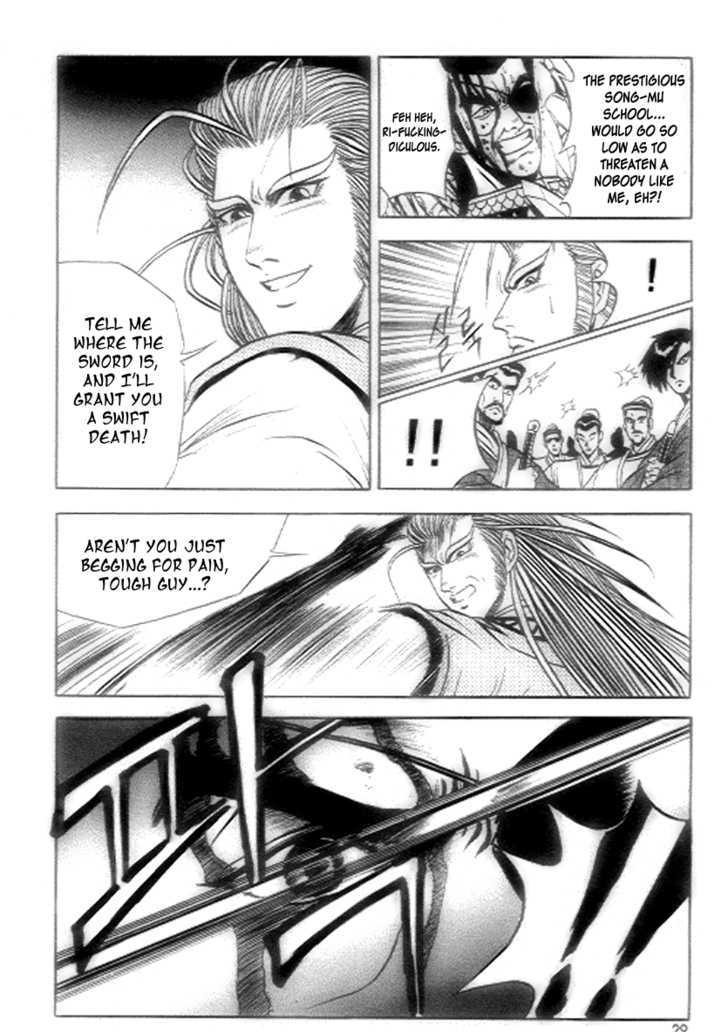 TELL ME
WHERE THE
SWORD IS,
AND I'LL
GRANT YOU
A SWIFT
DEATH!
FEH HEH,
RI-FUCKING-
DICULOUS.
THE PRESTIGIOUS
SONG-MU
SCHOOL...
WOULD GO SO
LOW AS TO
THREATEN A
NOBODY LIKE
ME, EH?!
!
!!
AREN'T YOU JUST
BEGGING FOR PAIN,
TOUGH GUY...?